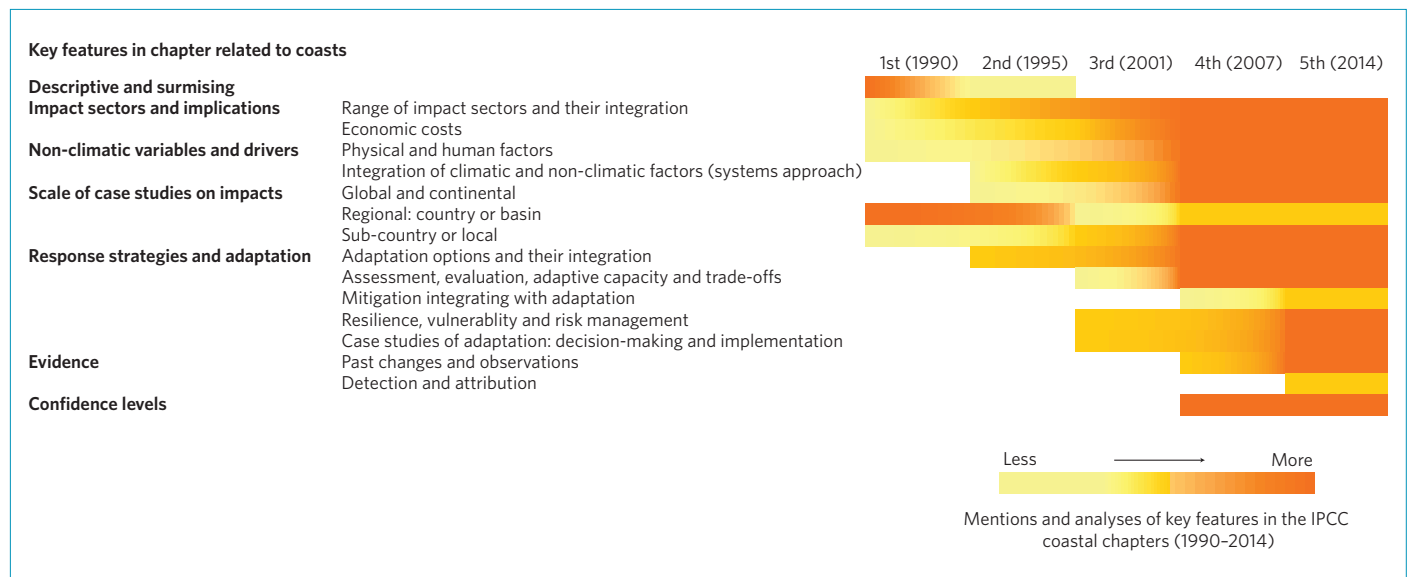 Key features in chapter related to coasts
1st (1990) 2nd (1995) 3rd (2001) 4th (2007) 5th (2014)
Descriptive and surmising
Impact sectors and implications Range of impact sectors and their integration
Economic costs
Non-climatic variables and drivers Physical and human factors
Integration of climatic and non-climatic factors (systems approach)
Scale of case studies on impacts Global and continental
Regional: country or basin
Sub-country or local
Response strategies and adaptation Adaptation options and their integration
Assessment, evaluation, adaptive capacity and trade-offs
Mitigation integrating with adaptation
Resilience, vulnerablity and risk management
Case studies of adaptation: decision-making and implementation
Evidence Past changes and observations
Detection and attribution
Confidence levels
Less More
Mentions and analyses of key features in the IPCC
coastal chapters (1990–2014)